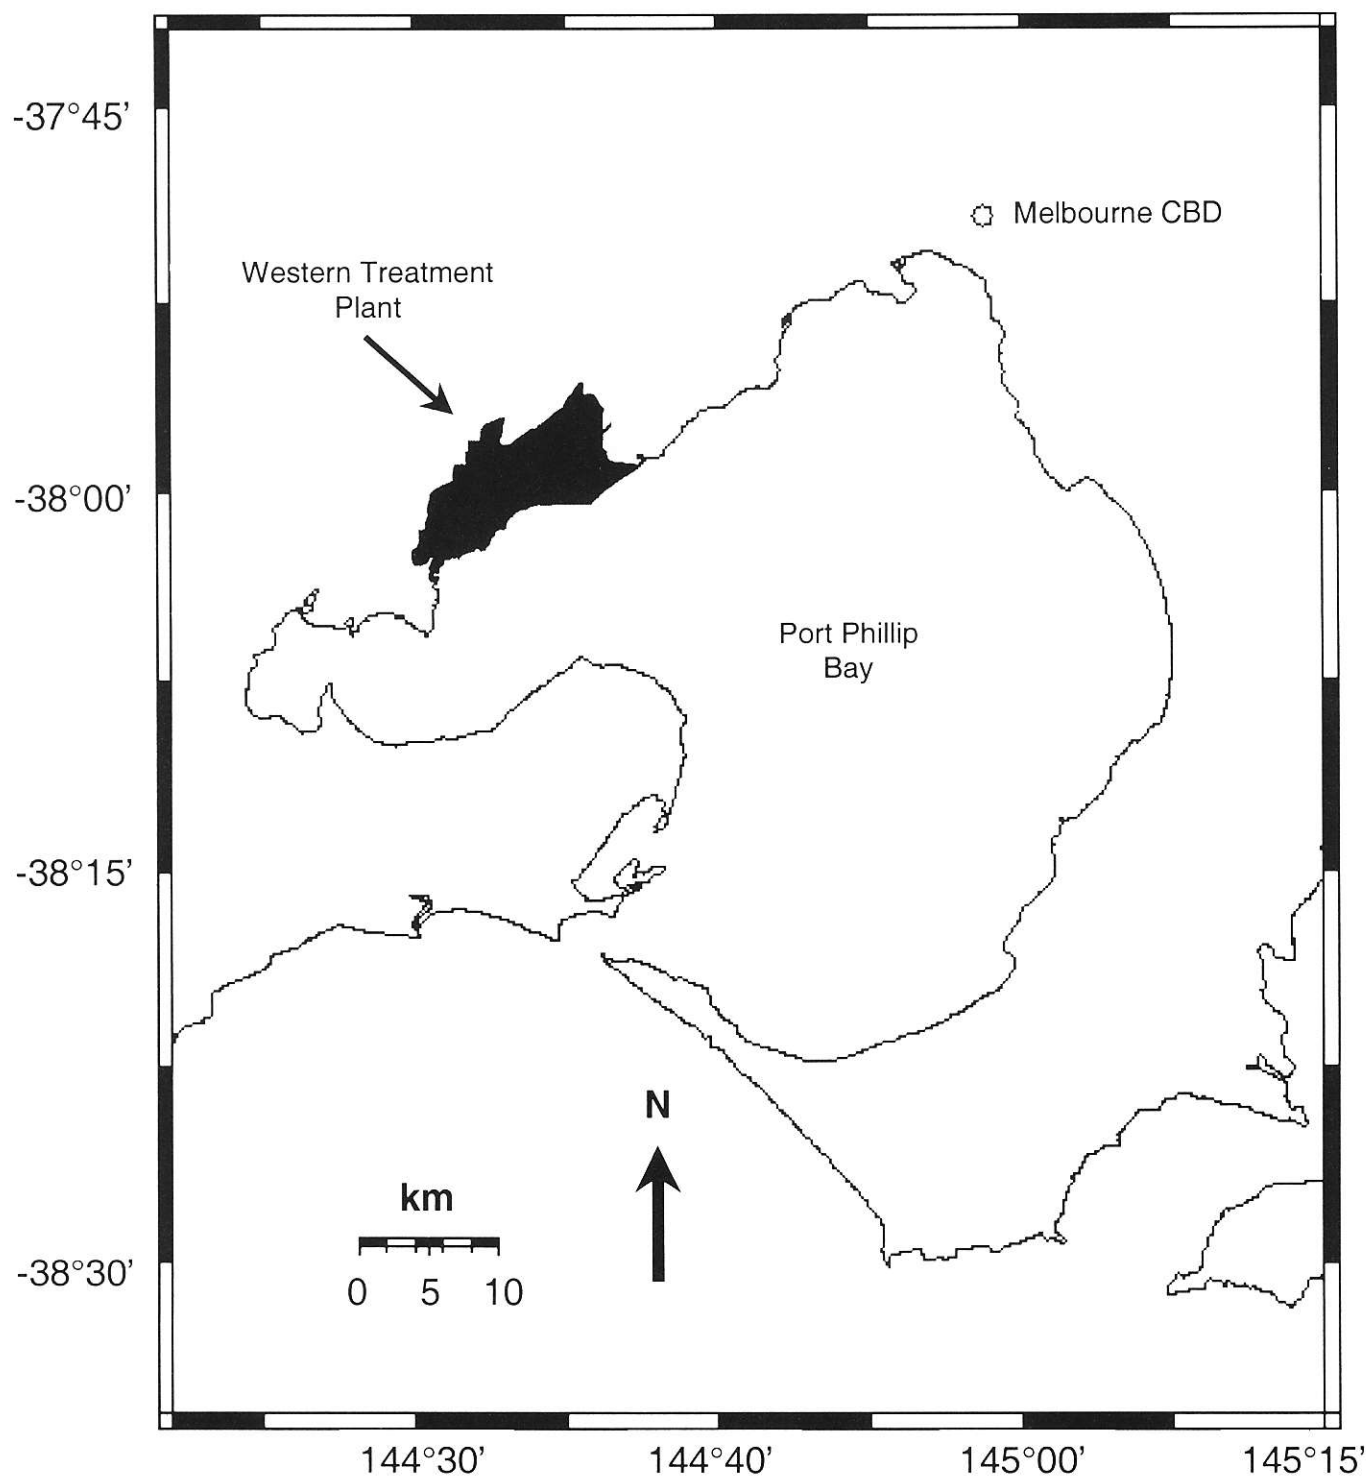 -37°45'
Melbourne CBD
Western Treatment
Plant
-38°00'
Port Phillip
Bay
-38°15'
N
km
-38°30'
0 5 10
144°30' 144°40' 145°00' 145°15'